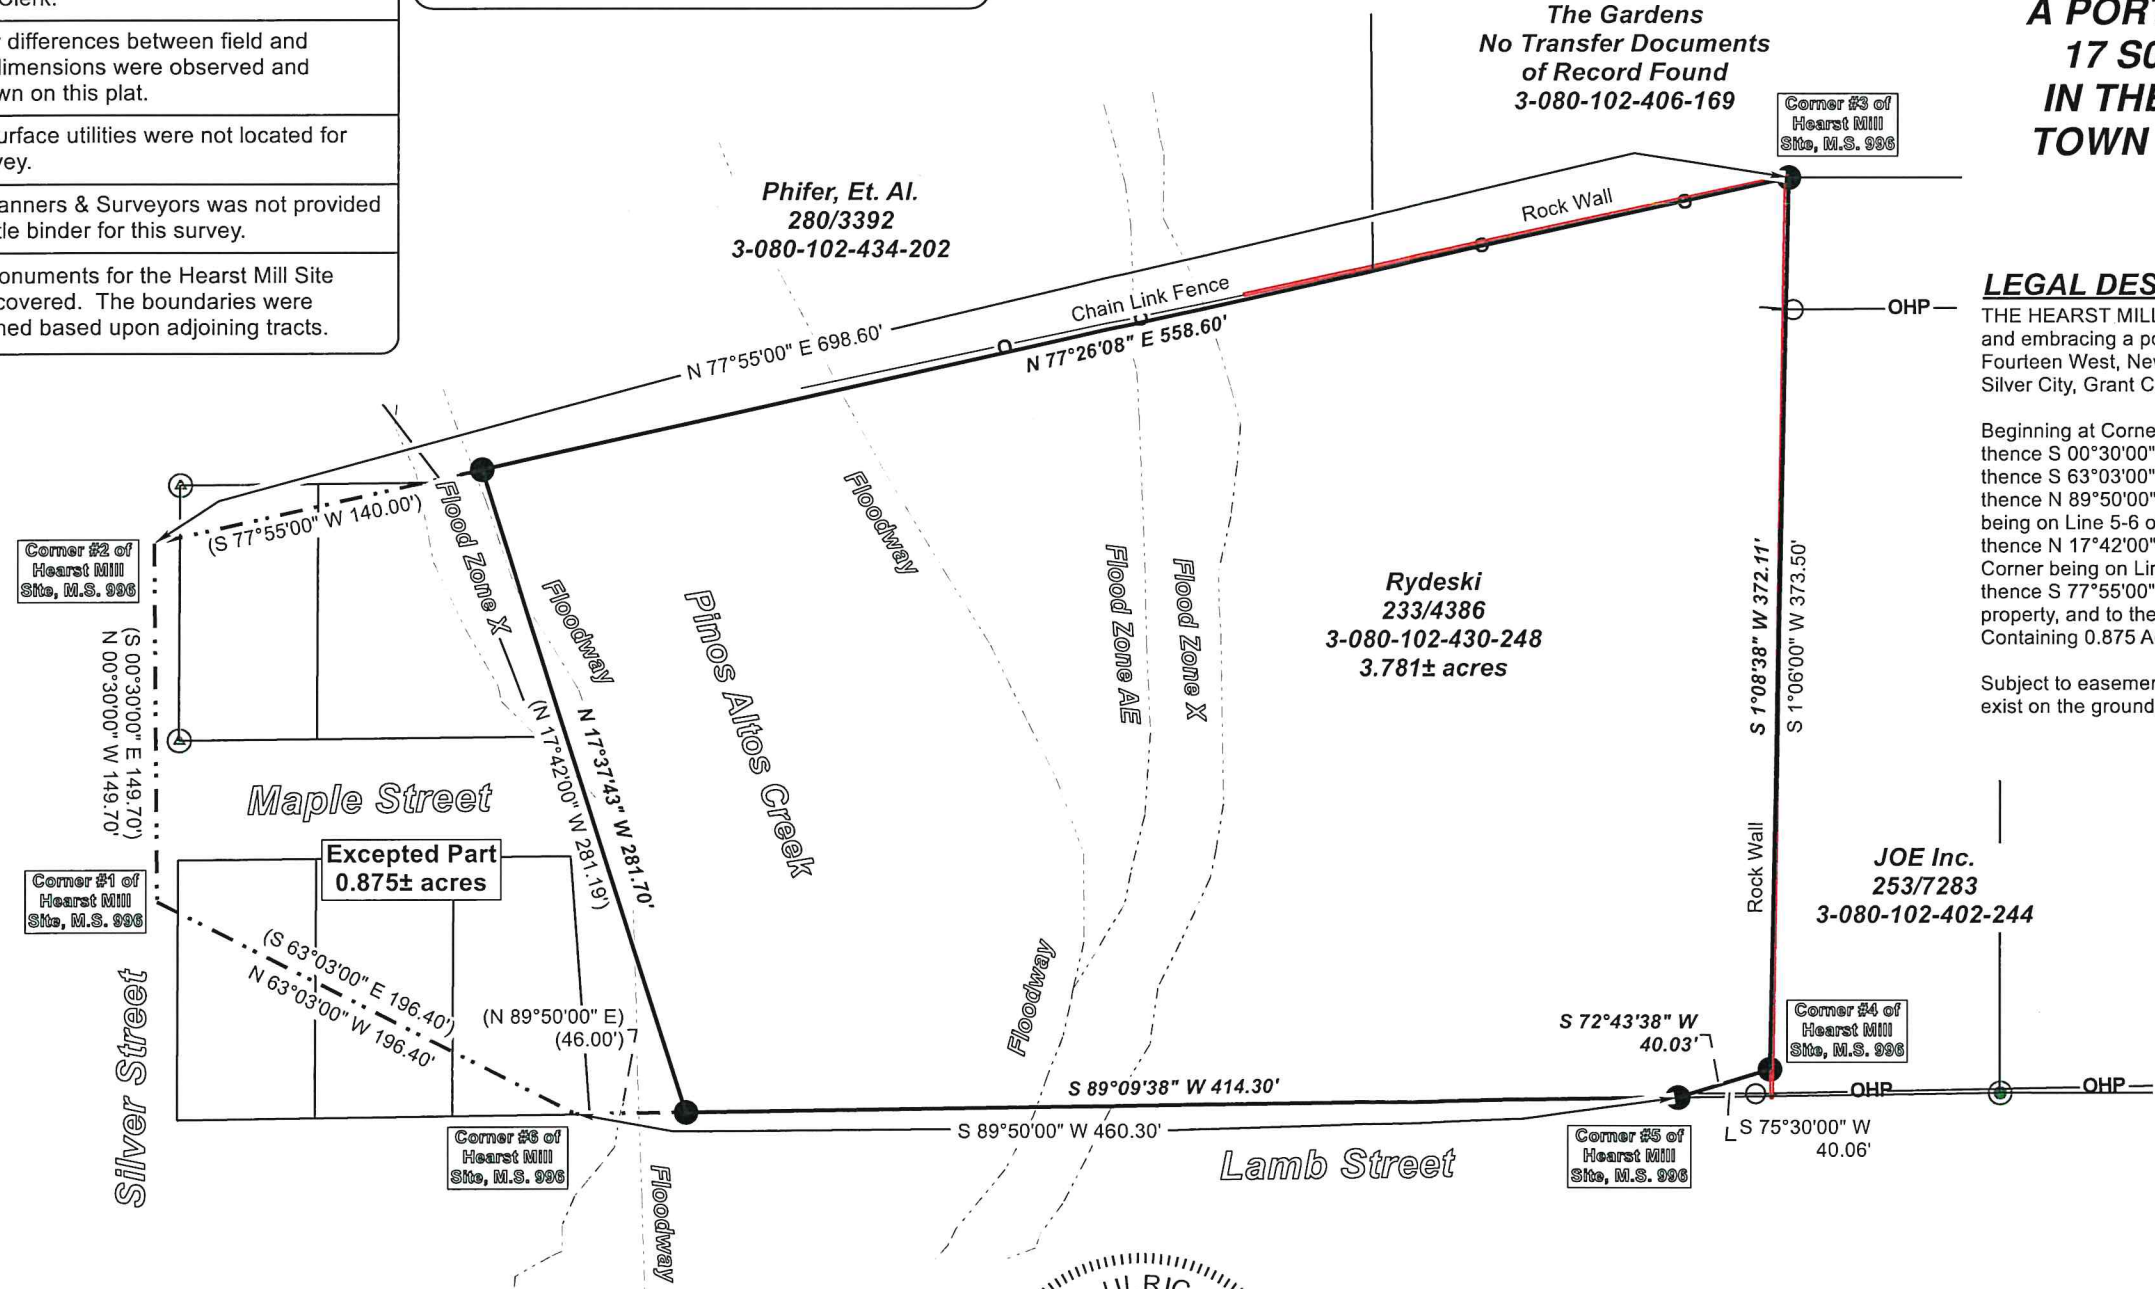 Clerk.
differences between field and
dimensions were observed and
wn on this plat.
urface utilities were not located for
vey.
anners & Surveyors was not provided
tle binder for this survey.
onuments for the Hearst Mill Site
covered. The boundaries were
ned based upon adjoining tracts.
The Gardens
No Transfer Documents
of Record Found
3-080-102-406-169
Corner #3 of
Hearst Mill
Site, M.S. 996
A PORT
17 SO
IN THE
TOWN
Phifer, Et. Al.
280/3392
3-080-102-434-202
Rock Wall
Chain Link Fence
N 77°55'00" E 698.60'
N 77°26'08" E 558.60'
OHP
LEGAL DES
THE HEARST MILL
and embracing a po
Fourteen West, Nev
Silver City, Grant C
Beginning at Corne
thence S 00°30'00"
thence S 63°03'00"
thence N 89°50'00"
being on Line 5-6 o
thence N 17°42'00"
Corner being on Lin
thence S 77°55'00"
property, and to the
Containing 0.875 A
Subject to easemen
exist on the ground
(S 77°55'00" W 140.00')
Corner #2 of
Hearst Mill
Site, M.S. 996
Flood Zone X
Floodway
Floodway
Pinos Altos Creek
Flood Zone AE
Flood Zone X
Rydeski
233/4386
3-080-102-430-248
3.781± acres
S 1°08'38" W 372.11'
S 1°06'00" W 373.50'
(S 00°30'00" E 149.70')
N 00°30'00" W 149.70'
N 17°37'43" W 281.70'
(N 17°42'00" W 281.19')
Maple Street
Excepted Part
0.875± acres
Corner #1 of
Hearst Mill
Site, M.S. 996
Rock Wall
JOE Inc.
253/7283
3-080-102-402-244
(S 63°03'00" E 196.40')
N 63°03'00" W 196.40'
Silver Street
(N 89°50'00" E)
(46.00')
Floodway
S 72°43'38" W
40.03'
Corner #4 of
Hearst Mill
Site, M.S. 996
S 89°09'38" W 414.30'
OHP
OHP
S 89°50'00" W 460.30'
S 75°30'00" W
40.06'
Corner #6 of
Hearst Mill
Site, M.S. 996
Corner #5 of
Hearst Mill
Site, M.S. 996
Lamb Street
Floodway